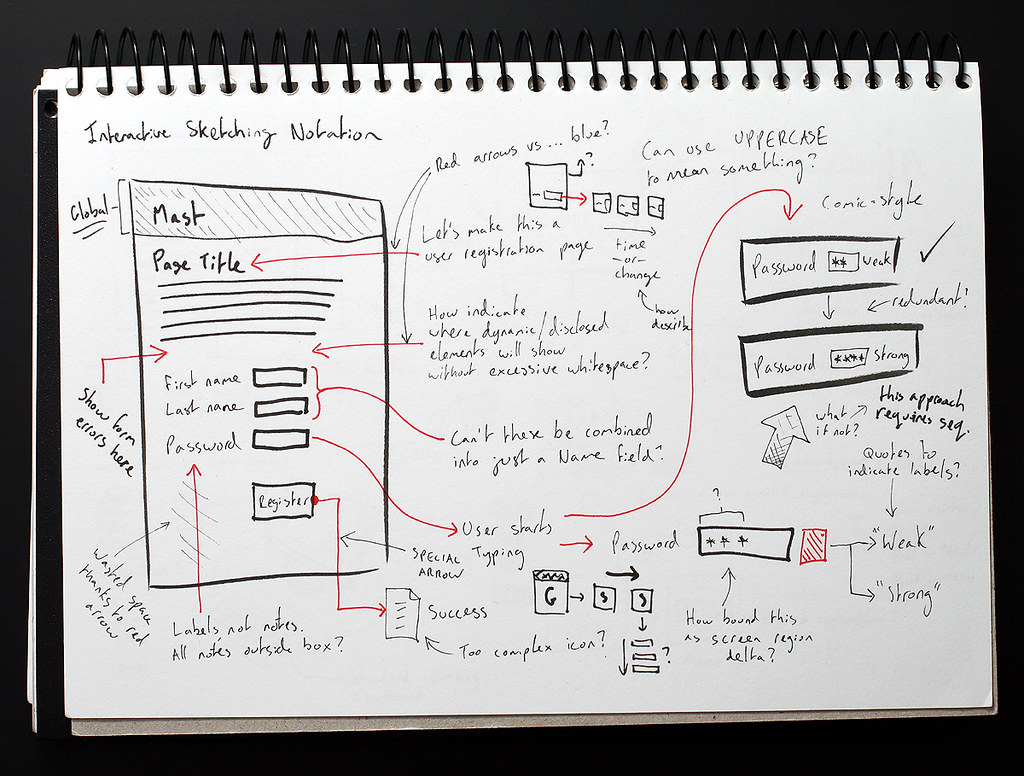 Interactive Sketching Notation
Global
Mast
Page Title
Red arrows vs ... blue?
?
Let's make this a
user registration page
time
-or-
change
how
describe
Can use UPPERCASE
to mean something?
Comic-style
Password ** weak
redundant?
Password **** Strong
How indicate
where dynamic/disclosed
elements will show
without excessive whitespace?
Show form
errors here
First name
Last name
Password
Register
Can't these be combined
into just a Name field?
what
if not?
this approach
requires seq.
Quotes to
indicate labels?
User starts
Typing
SPECIAL
ARROW
?
Password
* * *
"Weak"
"Strong"
wasted space
thanks to red
arrow
Labels not notes.
All notes outside box?
Success
Too complex icon?
G
S
S
?
How bound this
as screen region
delta?